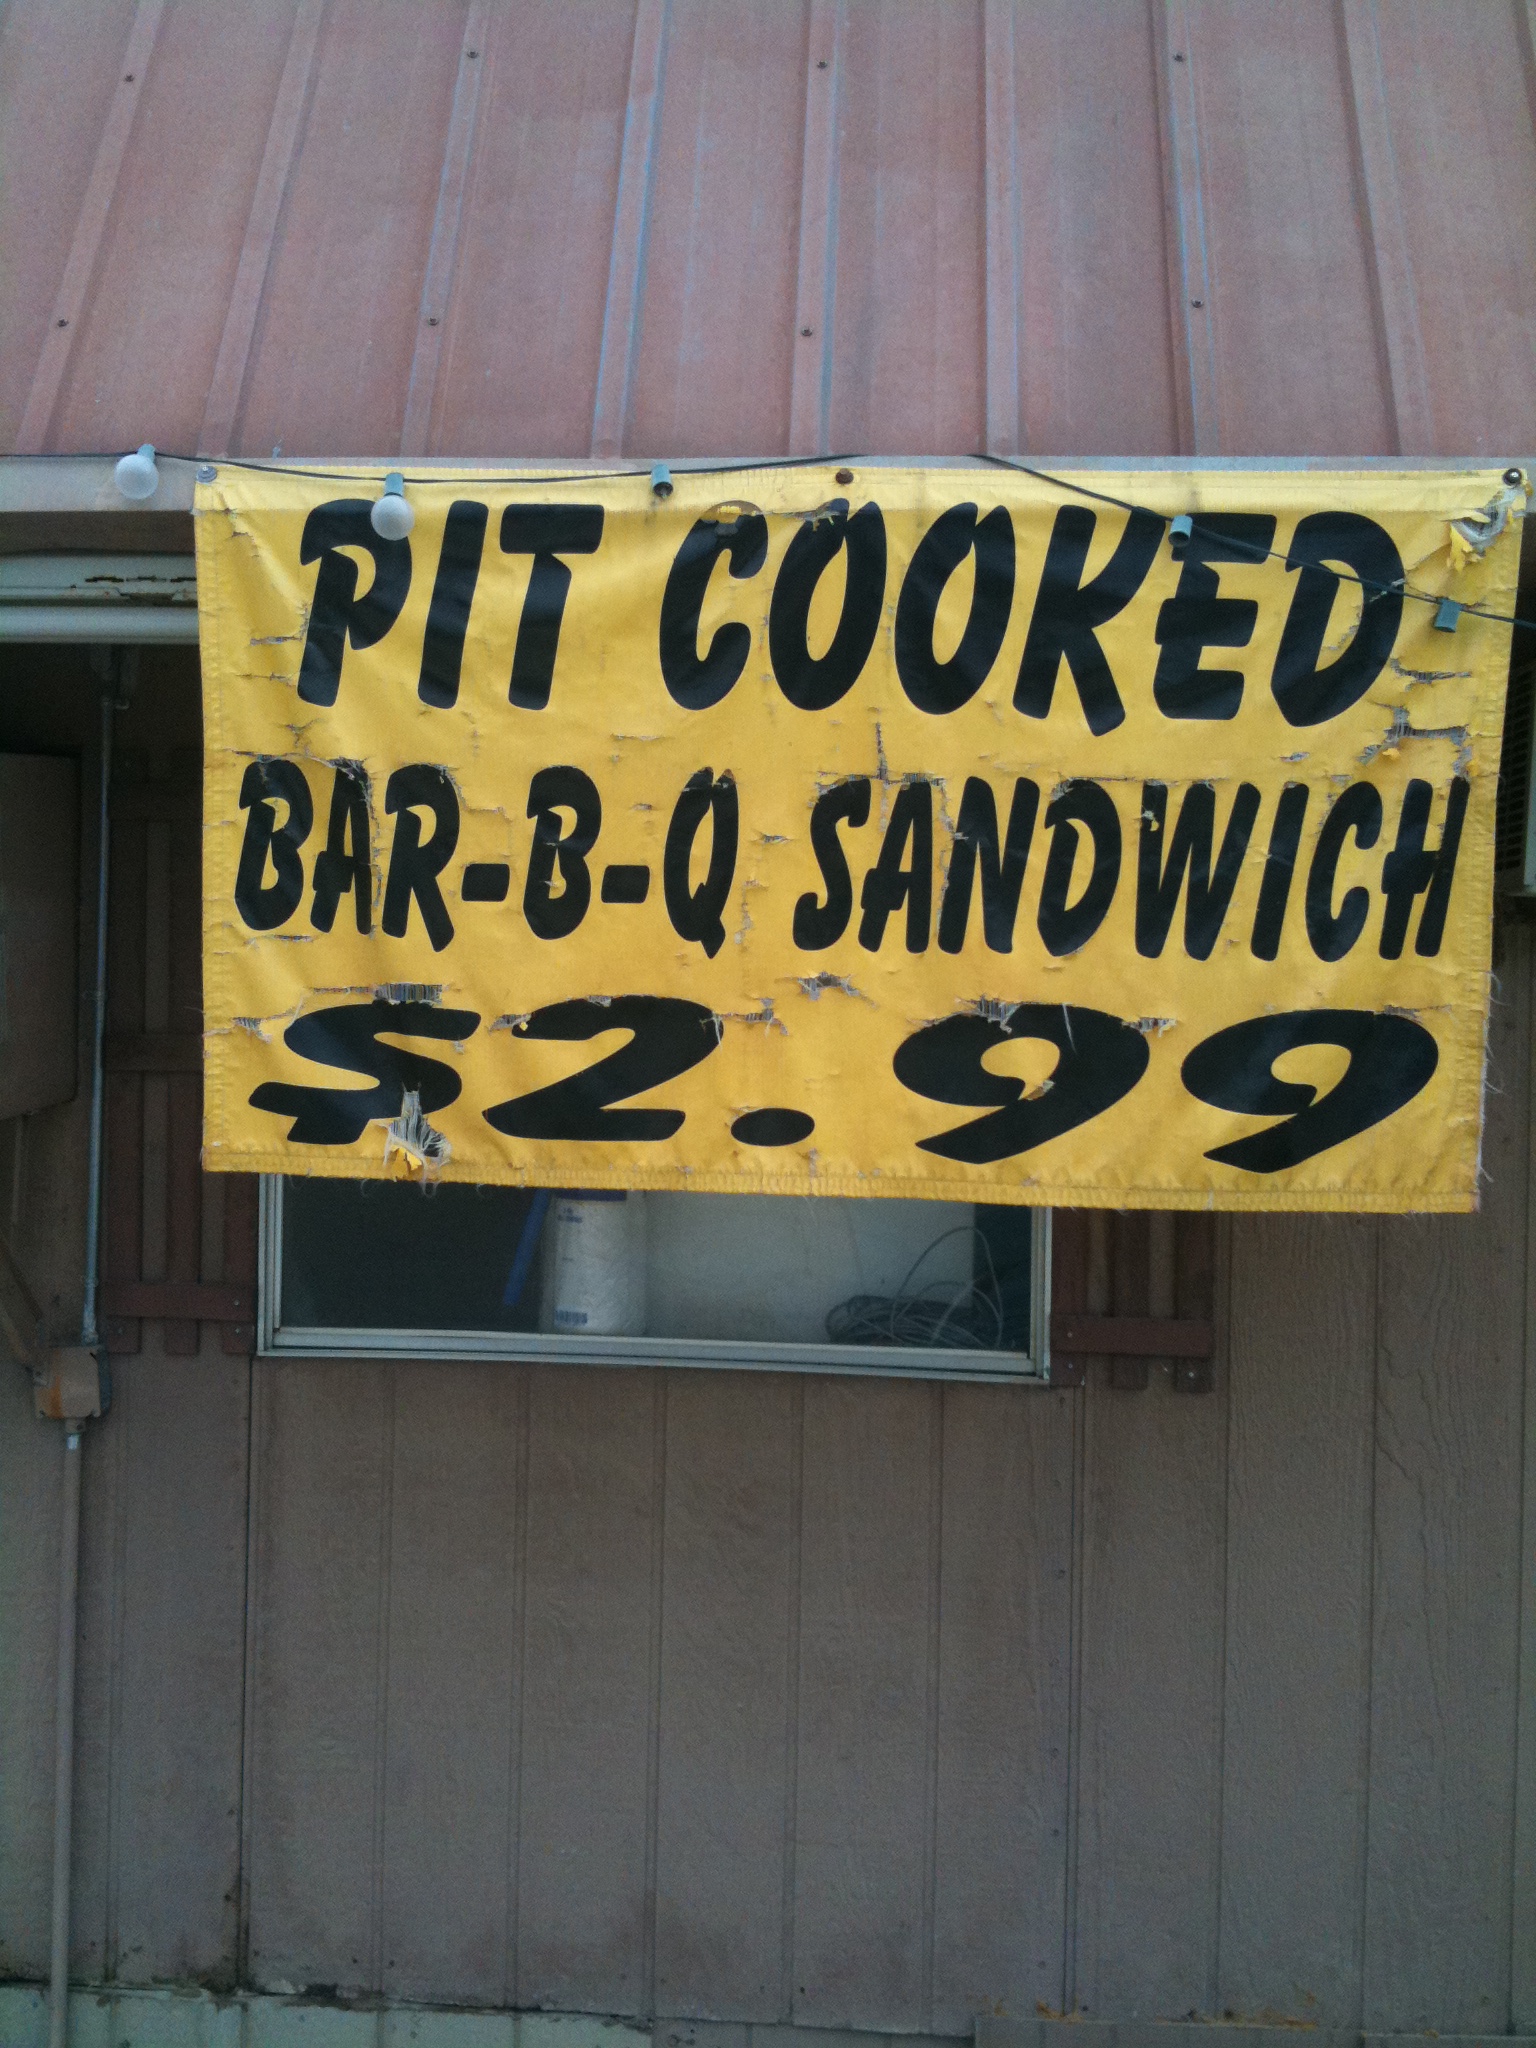 PIT COOKED
BAR-B-Q SANDWICH
$2.99